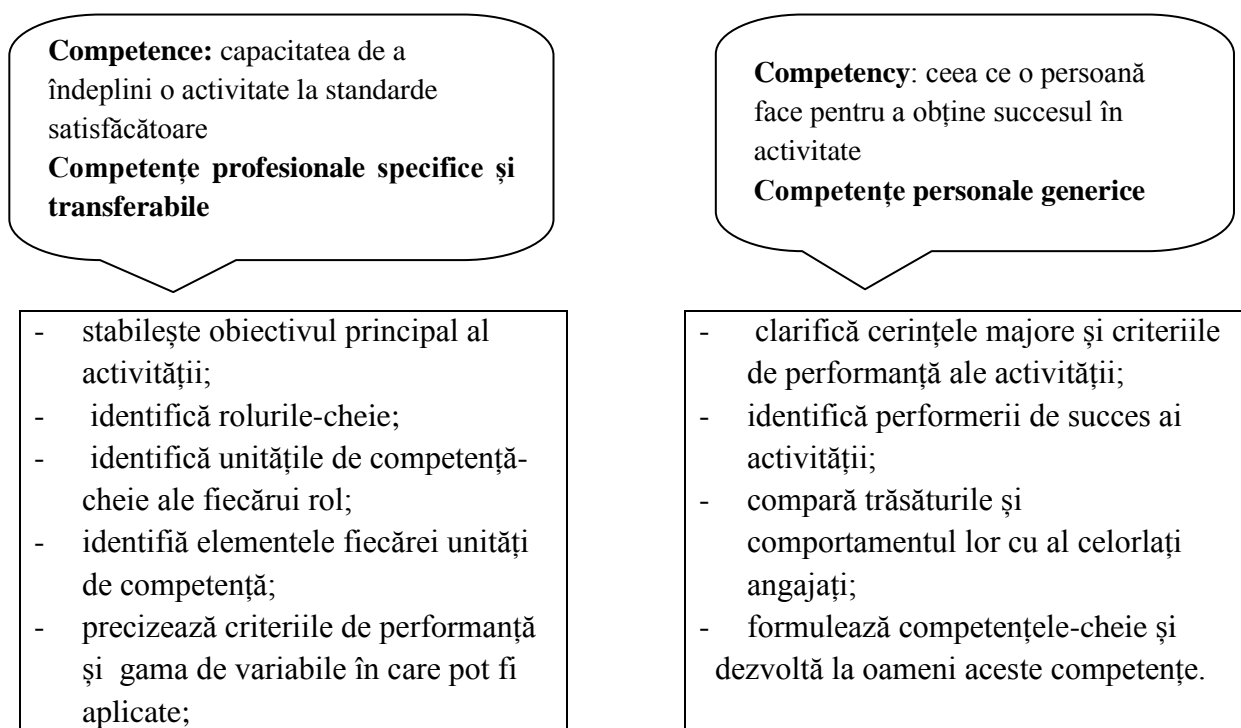 Competence: capacitatea de a
îndeplini o activitate la standarde
satisfăcătoare
Competențe profesionale specifice și
transferabile
Competency: ceea ce o persoană
face pentru a obține succesul în
activitate
Competențe personale generice
- stabilește obiectivul principal al
activității;
- identifică rolurile-cheie;
- identifică unitățile de competență-
cheie ale fiecărui rol;
- identifiă elementele fiecărei unități
de competență;
- precizează criteriile de performanță
și gama de variabile în care pot fi
aplicate;
- clarifică cerințele majore și criteriile
de performanță ale activității;
- identifică performerii de succes ai
activității;
- compară trăsăturile și
comportamentul lor cu al celorlați
angajați;
- formulează competențele-cheie și
dezvoltă la oameni aceste competențe.